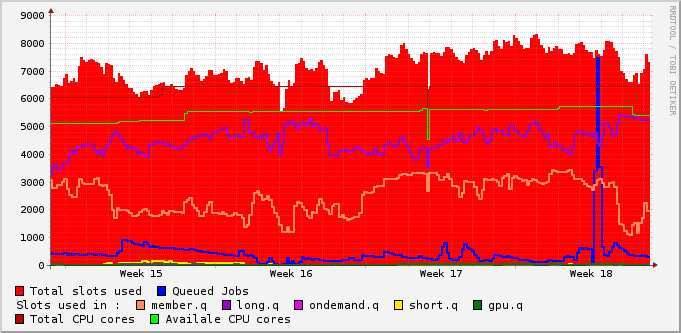 RRDTOOL / TOBI OETIKER
9000
8000
7000
6000
5000
4000
3000
2000
1000
0
Week 15 Week 16 Week 17 Week 18
Total slots used Queued Jobs
Slots used in : member.q long.q ondemand.q short.q gpu.q
Total CPU cores Availale CPU cores